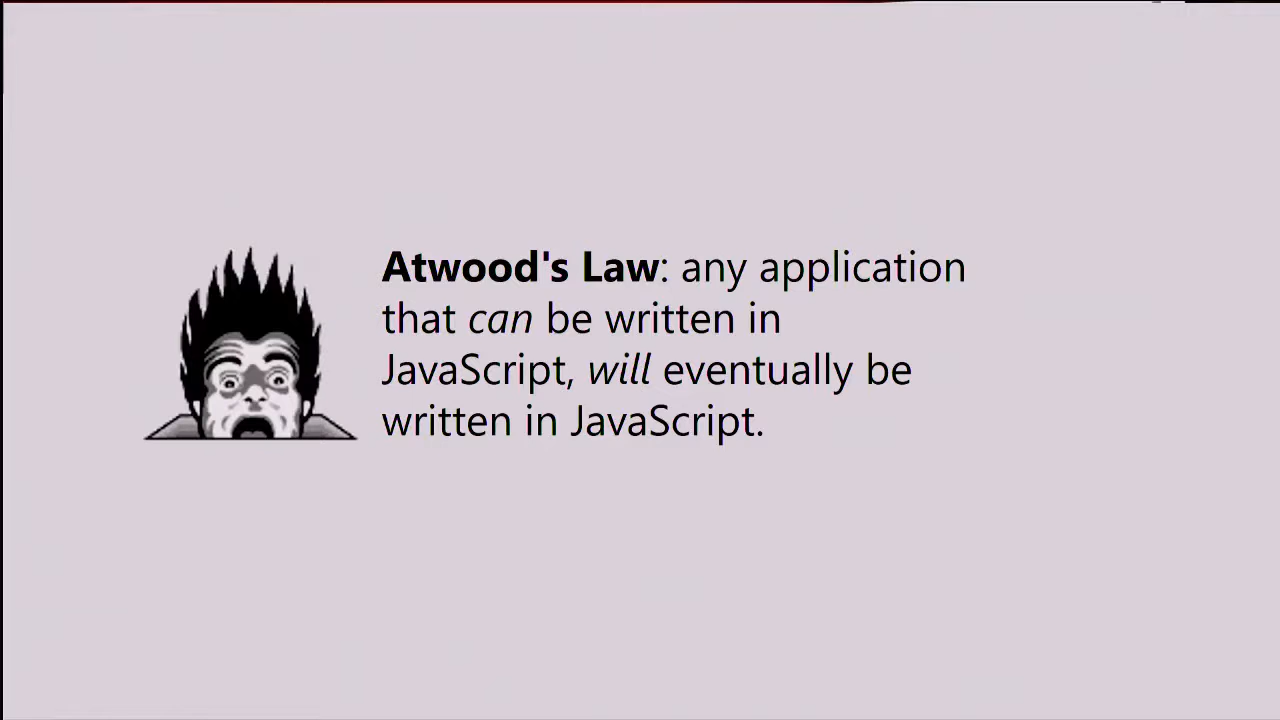 Atwood's Law: any application
that can be written in
JavaScript, will eventually be
written in JavaScript.